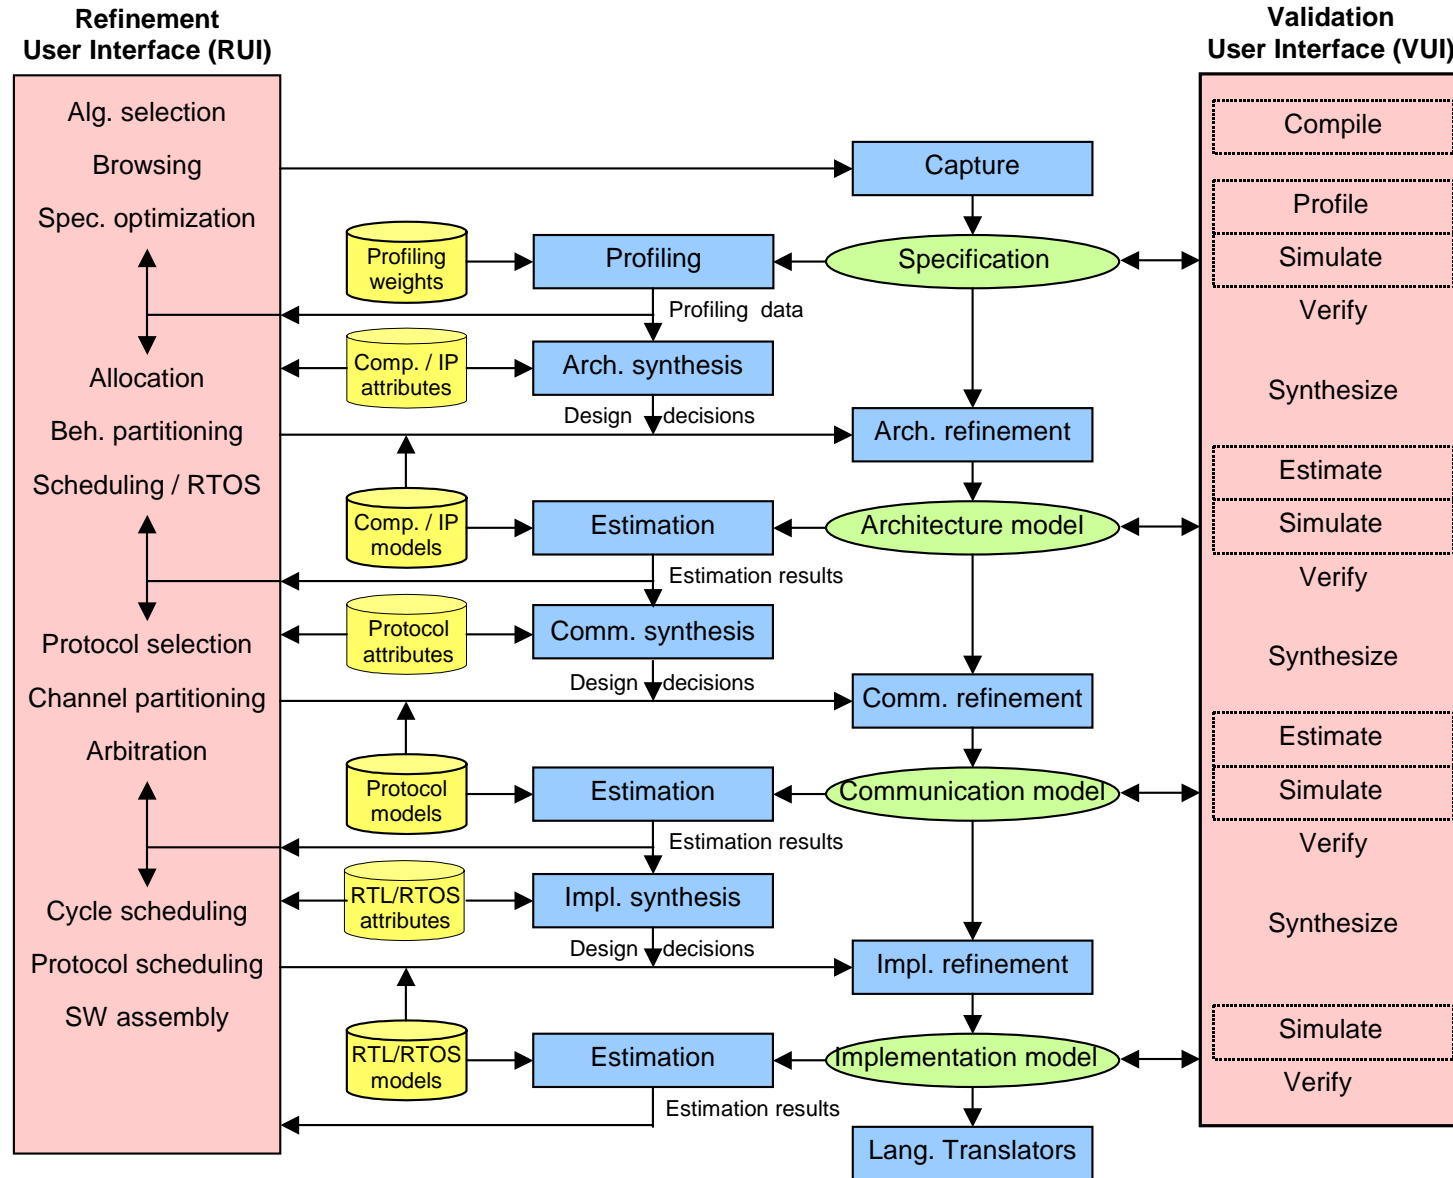 Refinement
User Interface (RUI)
Validation
User Interface (VUI)
Alg. selection
Browsing
Spec. optimization
Allocation
Beh. partitioning
Scheduling / RTOS
Protocol selection
Channel partitioning
Arbitration
Cycle scheduling
Protocol scheduling
SW assembly
Profiling
weights
Comp. / IP
attributes
Comp. / IP
models
Protocol
attributes
Protocol
models
RTL/RTOS
attributes
RTL/RTOS
models
Profiling
Profiling data
Arch. synthesis
Design decisions
Estimation
Estimation results
Comm. synthesis
Design decisions
Estimation
Estimation results
Impl. synthesis
Design decisions
Estimation
Estimation results
Capture
Specification
Arch. refinement
Architecture model
Comm. refinement
Communication model
Impl. refinement
Implementation model
Lang. Translators
Compile
Profile
Simulate
Verify
Synthesize
Estimate
Simulate
Verify
Synthesize
Estimate
Simulate
Verify
Synthesize
Simulate
Verify